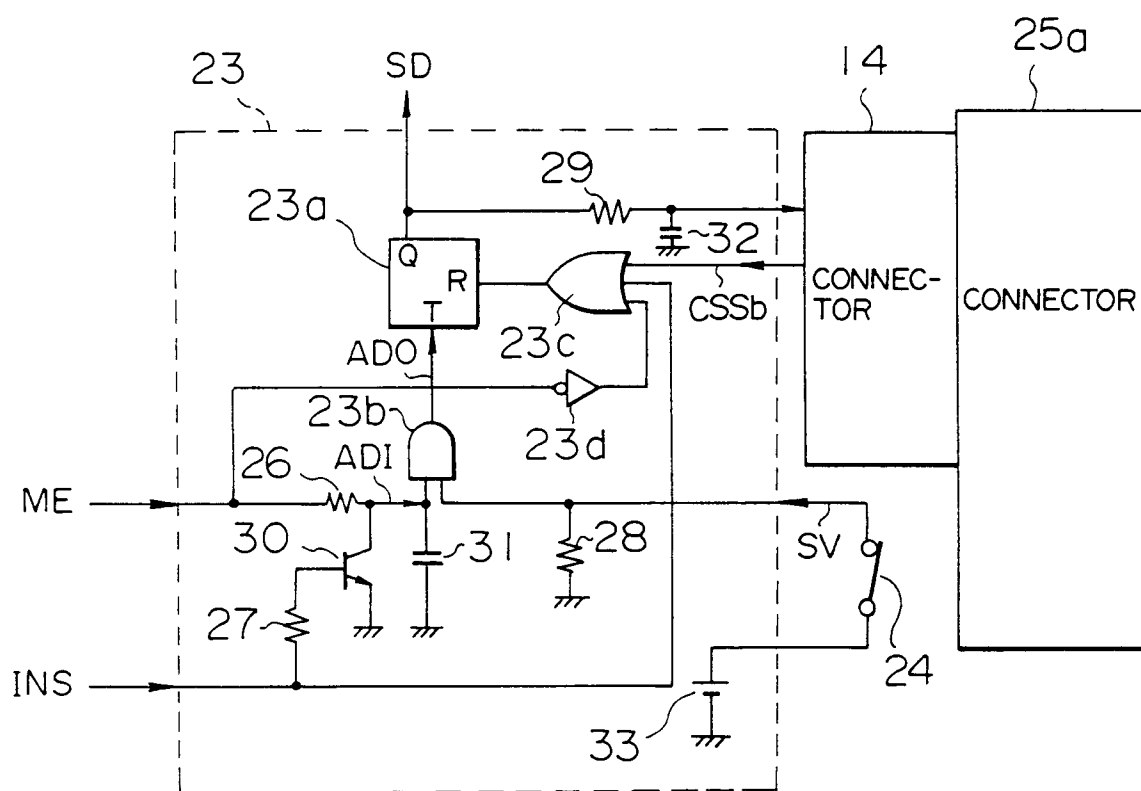 25a
14
23
SD
29
23a
Q
32
R
CONNEC-
TOR
CONNECTOR
T
CSSb
23c
ADO
23b
23d
26
ADI
ME
30
31
28
SV
27
24
INS
33